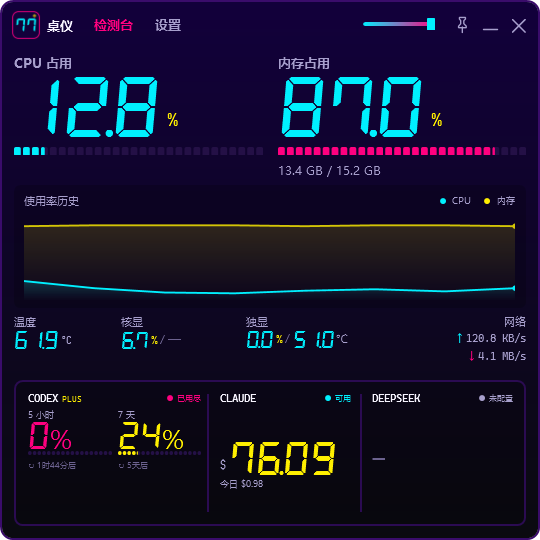 桌仪 检测台 设置
CPU 占用 内存占用
12.8 % 87.0 %
13.4 GB / 15.2 GB
使用率历史 CPU 内存
温度 核显 独显 网络
61.9 °C 6.7 % / — 0.0 % / 51.0 °C ↑ 120.8 KB/s
↓ 4.1 MB/s
CODEX PLUS 已用尽 CLAUDE 可用 DEEPSEEK 未配置
5 小时 7 天
0% 24% $ 76.09 —
↻ 1时44分后 ↻ 5天后
今日 $0.98